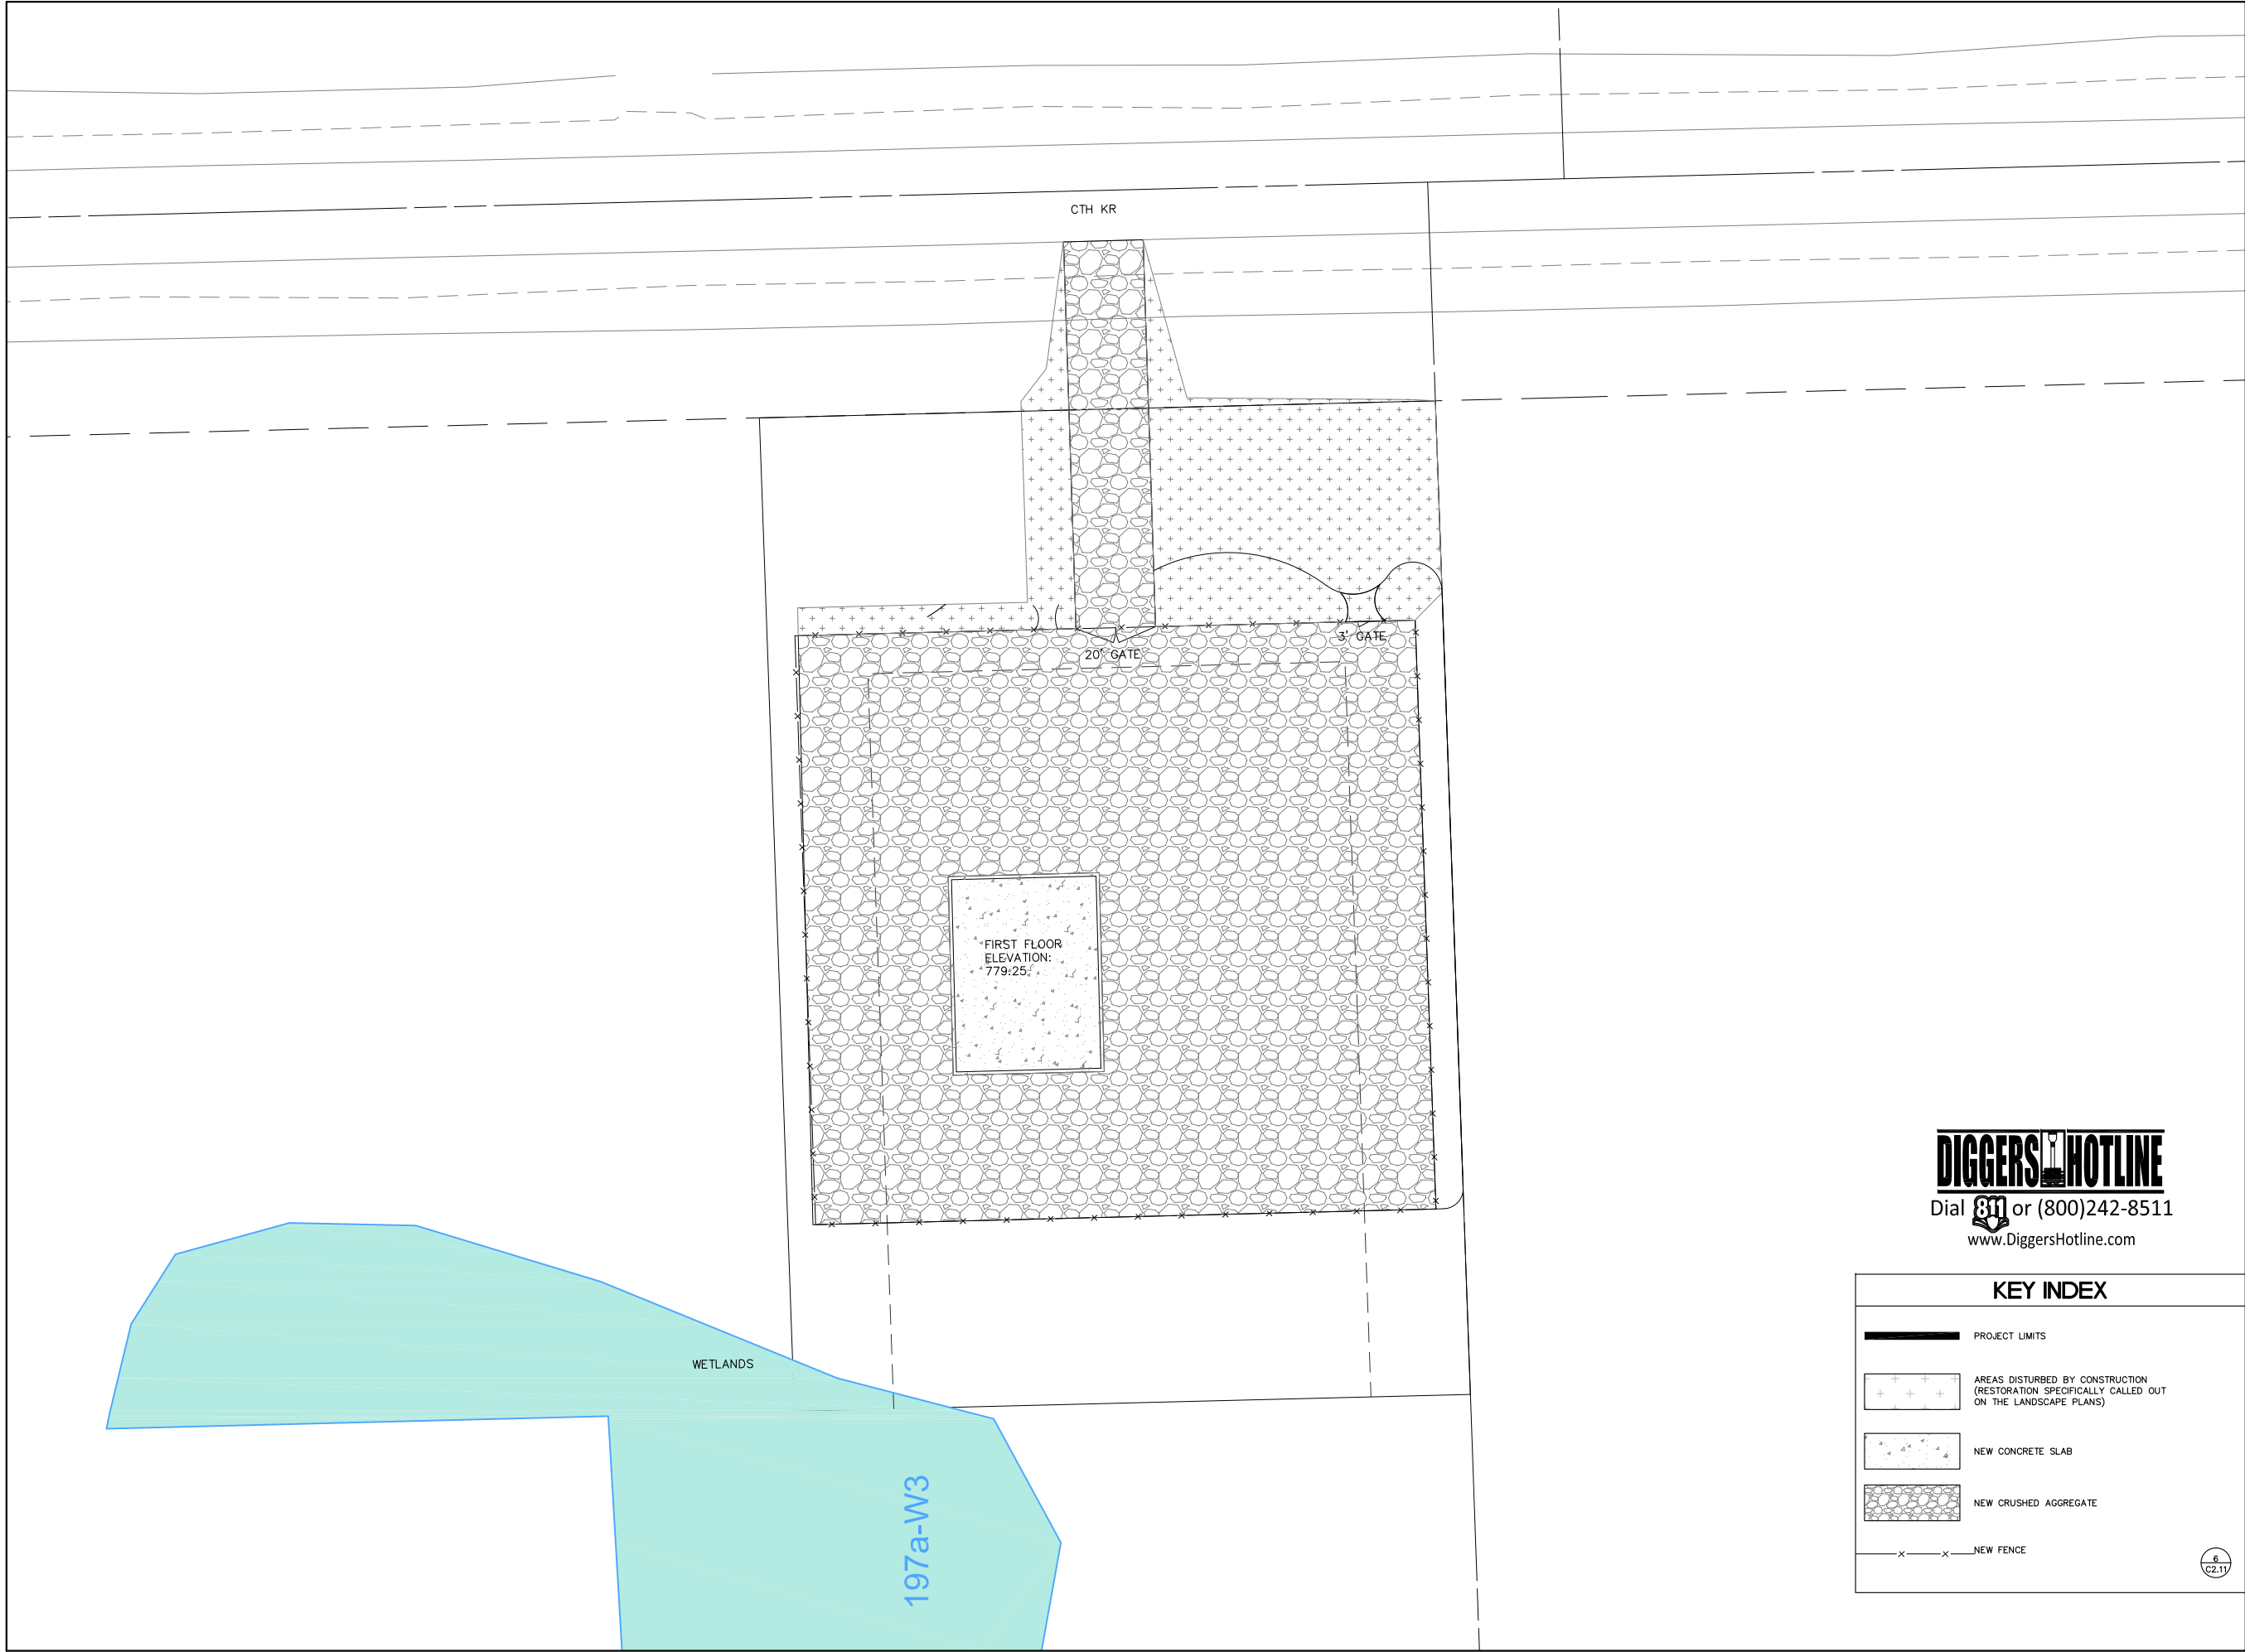 CTH KR
3' GATE
20' GATE
FIRST FLOOR
ELEVATION:
779.25
WETLANDS
197a-W3
DIGGERS HOTLINE
Dial 811 or (800)242-8511
www.DiggersHotline.com
KEY INDEX
PROJECT LIMITS
AREAS DISTURBED BY CONSTRUCTION
(RESTORATION SPECIFICALLY CALLED OUT
ON THE LANDSCAPE PLANS)
NEW CONCRETE SLAB
NEW CRUSHED AGGREGATE
NEW FENCE
6
C2.11